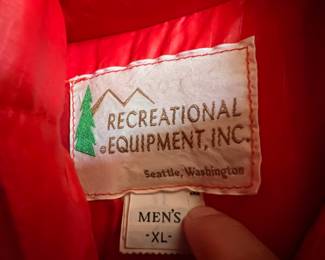 RECREATIONAL
©EQUIPMENT, INC.
Seattle, Washington
MEN'S
-XL-